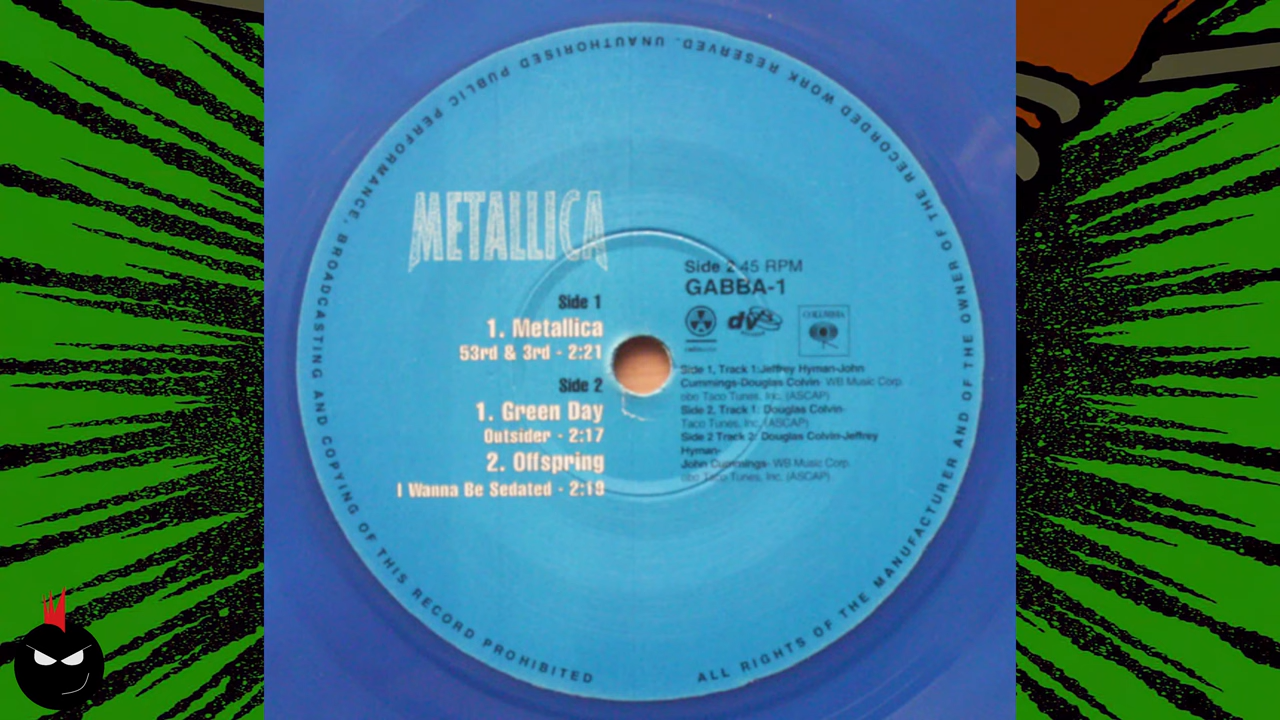 METALLICA
Side 1
1. Metallica
53rd & 3rd - 2:21
Side 2
1. Green Day
Outsider - 2:17
2. Offspring
I Wanna Be Sedated - 2:19
Side 2 45 RPM
GABBA-1
dv8
COLUMBIA
Side 1, Track 1:Jeffrey Hyman-John
Cummings-Douglas Colvin- WB Music Corp.
obo Taco Tunes, Inc. (ASCAP)
Side 2, Track 1: Douglas Colvin-
Taco Tunes, Inc. (ASCAP)
Side 2 Track 2: Douglas Colvin-Jeffrey
Hyman-
John Cummings- WB Music Corp.
obo Taco Tunes, Inc. (ASCAP)
ALL RIGHTS OF THE MANUFACTURER AND OF THE OWNER OF THE RECORDED WORK RESERVED. UNAUTHORISED PUBLIC PERFORMANCE, BROADCASTING AND COPYING OF THIS RECORD PROHIBITED